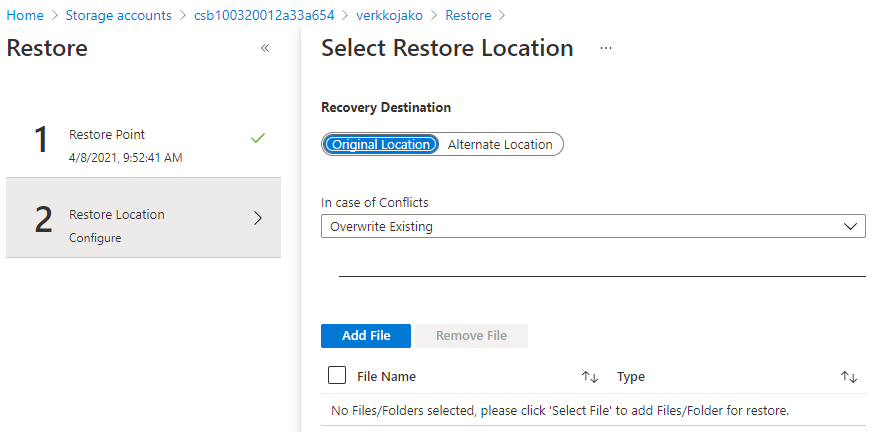 Home > Storage accounts > csb100320012a33a654 > verkkojako > Restore >
Restore «
1 Restore Point
4/8/2021, 9:52:41 AM
2 Restore Location
Configure
Select Restore Location ...
Recovery Destination
Original Location Alternate Location
In case of Conflicts
Overwrite Existing
Add File Remove File
File Name Type
No Files/Folders selected, please click 'Select File' to add Files/Folder for restore.